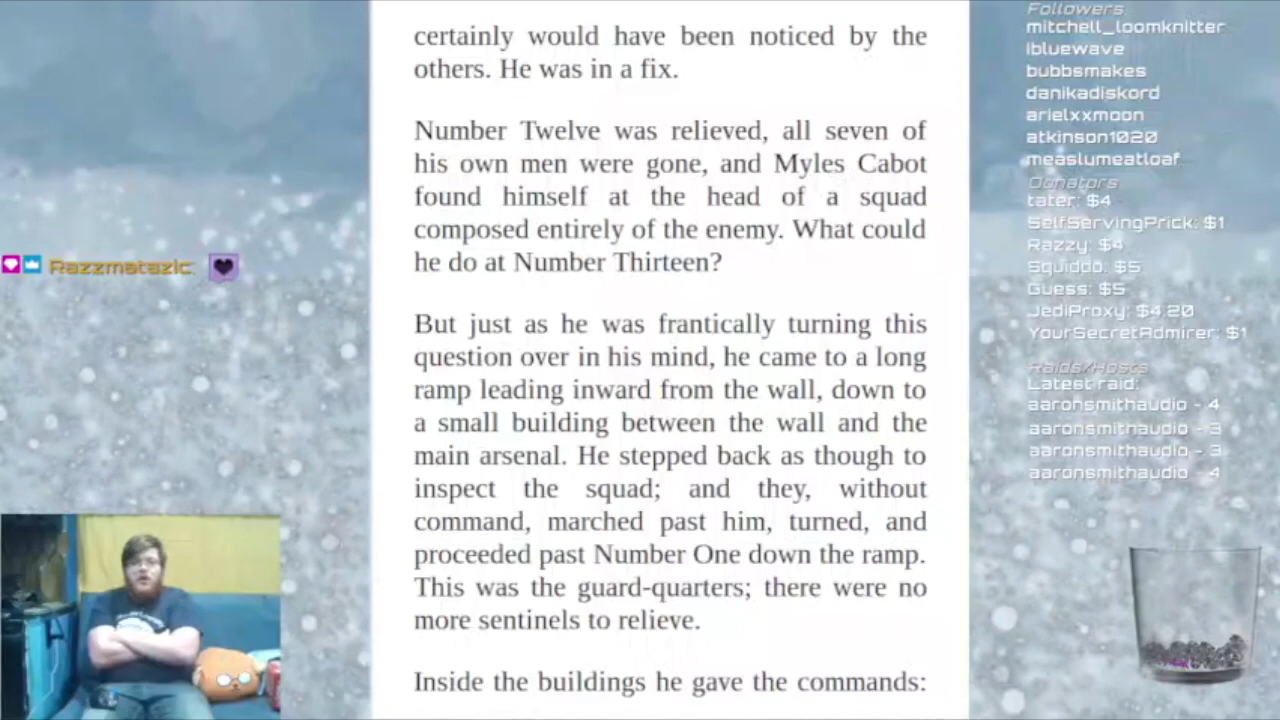 certainly would have been noticed by the
others. He was in a fix.
Number Twelve was relieved, all seven of
his own men were gone, and Myles Cabot
found himself at the head of a squad
composed entirely of the enemy. What could
he do at Number Thirteen?
But just as he was frantically turning this
question over in his mind, he came to a long
ramp leading inward from the wall, down to
a small building between the wall and the
main arsenal. He stepped back as though to
inspect the squad; and they, without
command, marched past him, turned, and
proceeded past Number One down the ramp.
This was the guard-quarters; there were no
more sentinels to relieve.
Inside the buildings he gave the commands:
Razzmatazic:
Followers
mitchell_loomknitter
lbluewave
bubbsmakes
danikadiskord
arielxxmoon
atkinson1020
measlymeatloaf
Donators
tater: $4
SelfServingPrick: $1
Razzy: $4
Squiddo: $5
Guess: $5
JediProxy: $4.20
YourSecretAdmirer: $1
Raids/Hosts
Latest raid:
aaronsmithaudio - 4
aaronsmithaudio - 3
aaronsmithaudio - 3
aaronsmithaudio - 4